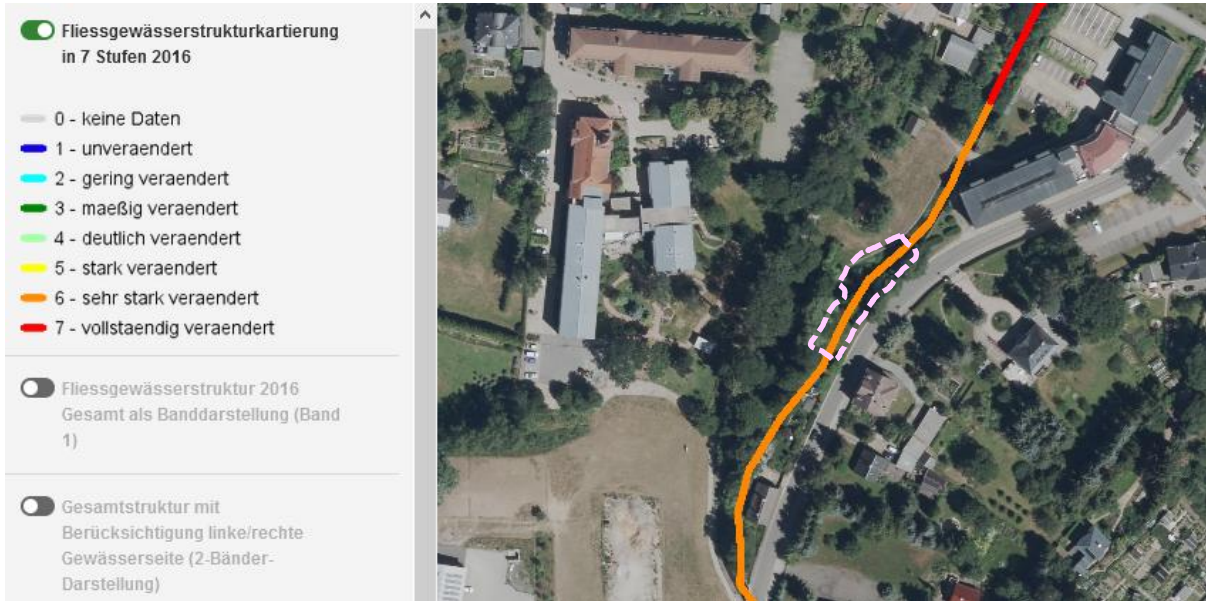 Fliessgewässerstrukturkartierung
in 7 Stufen 2016
0 - keine Daten
1 - unveraendert
2 - gering veraendert
3 - maeßig veraendert
4 - deutlich veraendert
5 - stark veraendert
6 - sehr stark veraendert
7 - vollstaendig veraendert
Fliessgewässerstruktur 2016
Gesamt als Banddarstellung (Band
1)
Gesamtstruktur mit
Berücksichtigung linke/rechte
Gewässerseite (2-Bänder-
Darstellung)